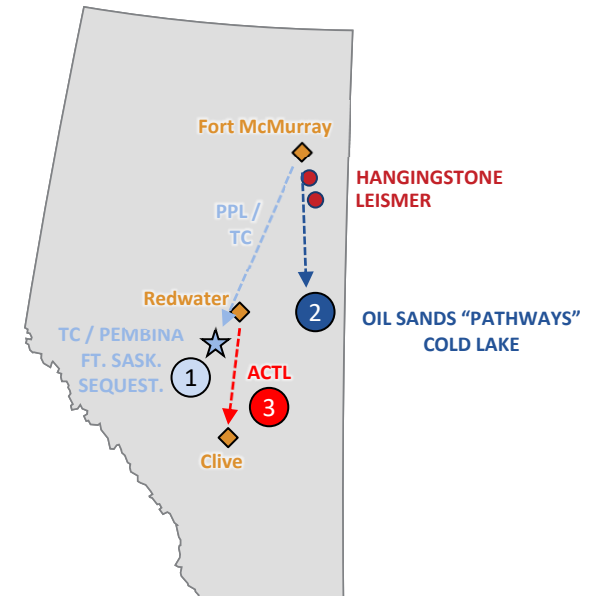 Fort McMurray
HANGINGSTONE
LEISMER
PPL /
TC
Redwater
2
OIL SANDS “PATHWAYS”
COLD LAKE
TC / PEMBINA
FT. SASK.
SEQUEST.
1
ACTL
3
Clive